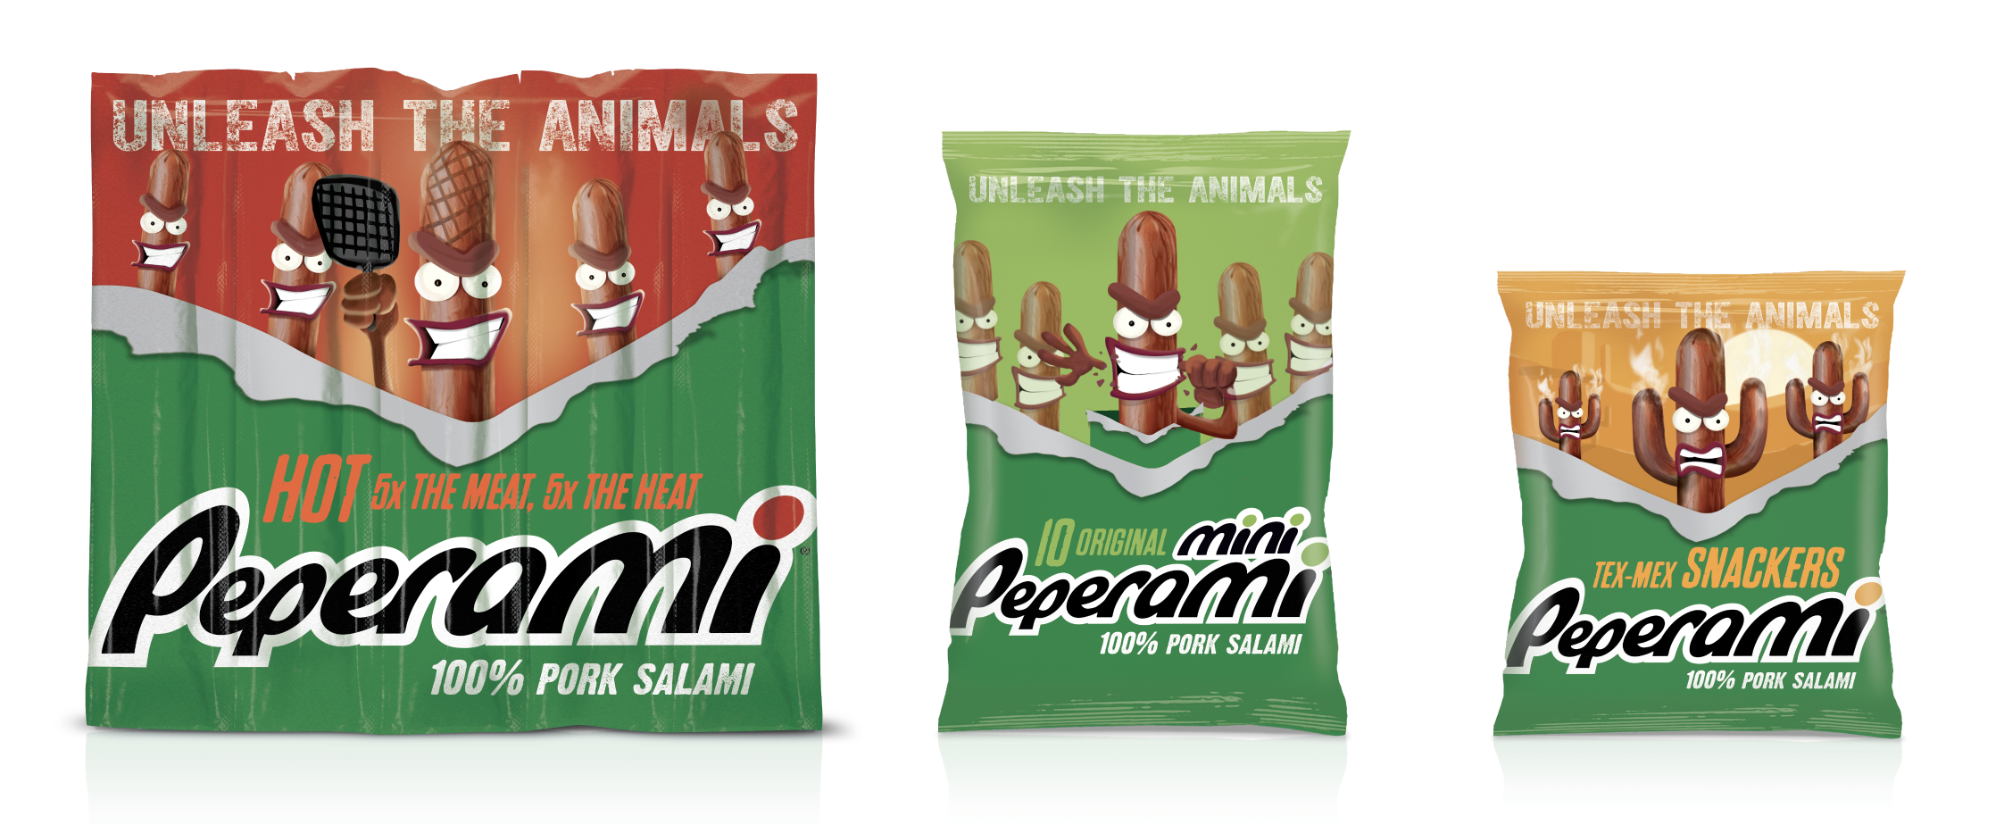 UNLEASH THE ANIMALS
HOT 5x THE MEAT, 5x THE HEAT
Peperami
100% PORK SALAMI
UNLEASH THE ANIMALS
10 ORIGINAL mini
Peperami
100% PORK SALAMI
UNLEASH THE ANIMALS
TEX-MEX SNACKERS
Peperami
100% PORK SALAMI